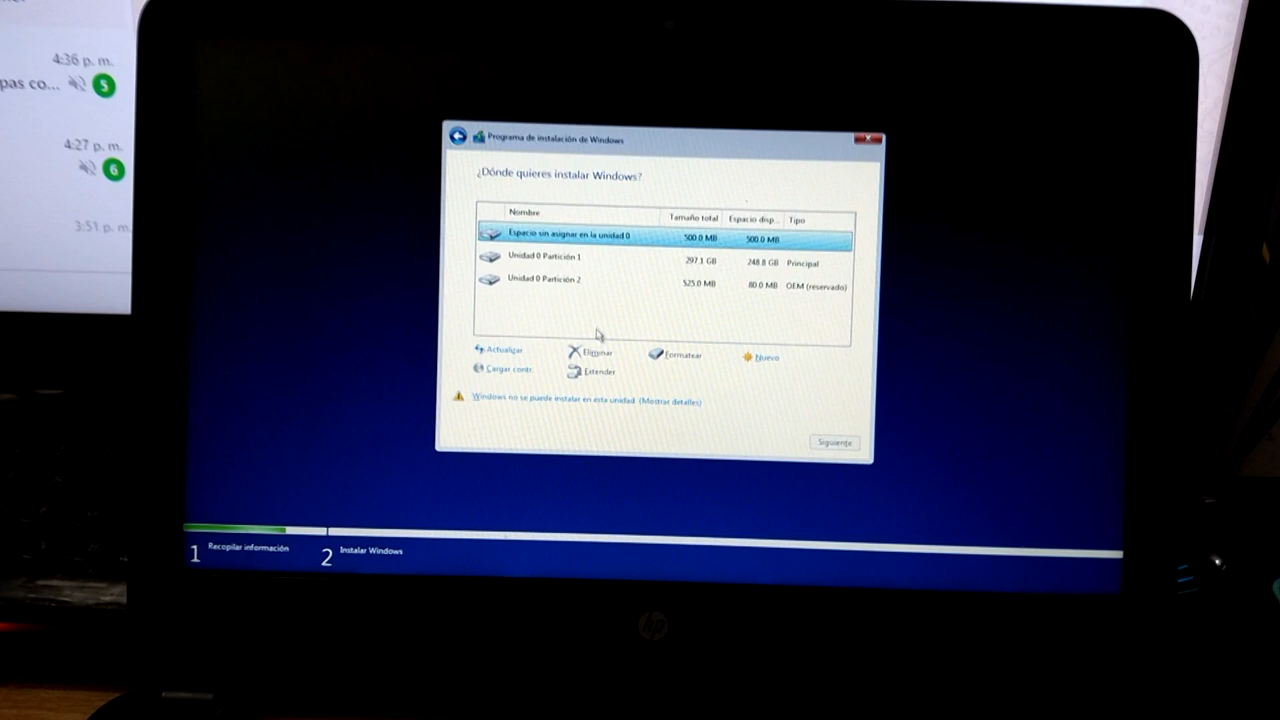 4:36 p. m.
pas co... 5
4:27 p. m.
6
3:51 p. m.
Programa de instalación de Windows
¿Dónde quieres instalar Windows?
Nombre Tamaño total Espacio disp... Tipo
Espacio sin asignar en la unidad 0 500.0 MB 500.0 MB
Unidad 0 Partición 1 297.1 GB 248.8 GB Principal
Unidad 0 Partición 2 525.0 MB 80.0 MB OEM (reservado)
Actualizar Eliminar Formatear Nuevo
Cargar contr. Extender
Windows no se puede instalar en esta unidad. (Mostrar detalles)
Siguiente
1 Recopilar información 2 Instalar Windows
hp